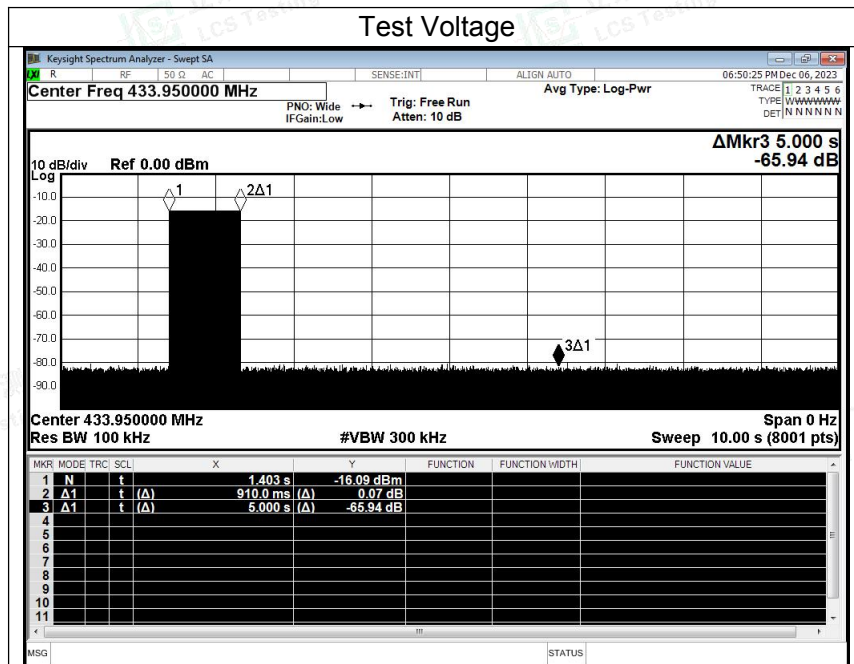 Test Voltage
Keysight Spectrum Analyzer - Swept SA
LXI R RF 50 Ω AC SENSE:INT ALIGN AUTO 06:50:25 PM Dec 06, 2023
Center Freq 433.950000 MHz Avg Type: Log-Pwr TRACE 1 2 3 4 5 6
PNO: Wide Trig: Free Run TYPE WWWWWW
IFGain:Low Atten: 10 dB DET N N N N N N
ΔMkr3 5.000 s
-65.94 dB
10 dB/div Ref 0.00 dBm
Log
1 2Δ1
-10.0
-20.0
-30.0
-40.0
-50.0
-60.0
-70.0
3Δ1
-80.0
-90.0
Center 433.950000 MHz Span 0 Hz
Res BW 100 kHz #VBW 300 kHz Sweep 10.00 s (8001 pts)
MKR MODE TRC SCL X Y FUNCTION FUNCTION WIDTH FUNCTION VALUE
1 N t 1.403 s -16.09 dBm
2 Δ1 t (Δ) 910.0 ms (Δ) 0.07 dB
3 Δ1 t (Δ) 5.000 s (Δ) -65.94 dB
4
5
6
7
8
9
10
11
MSG STATUS